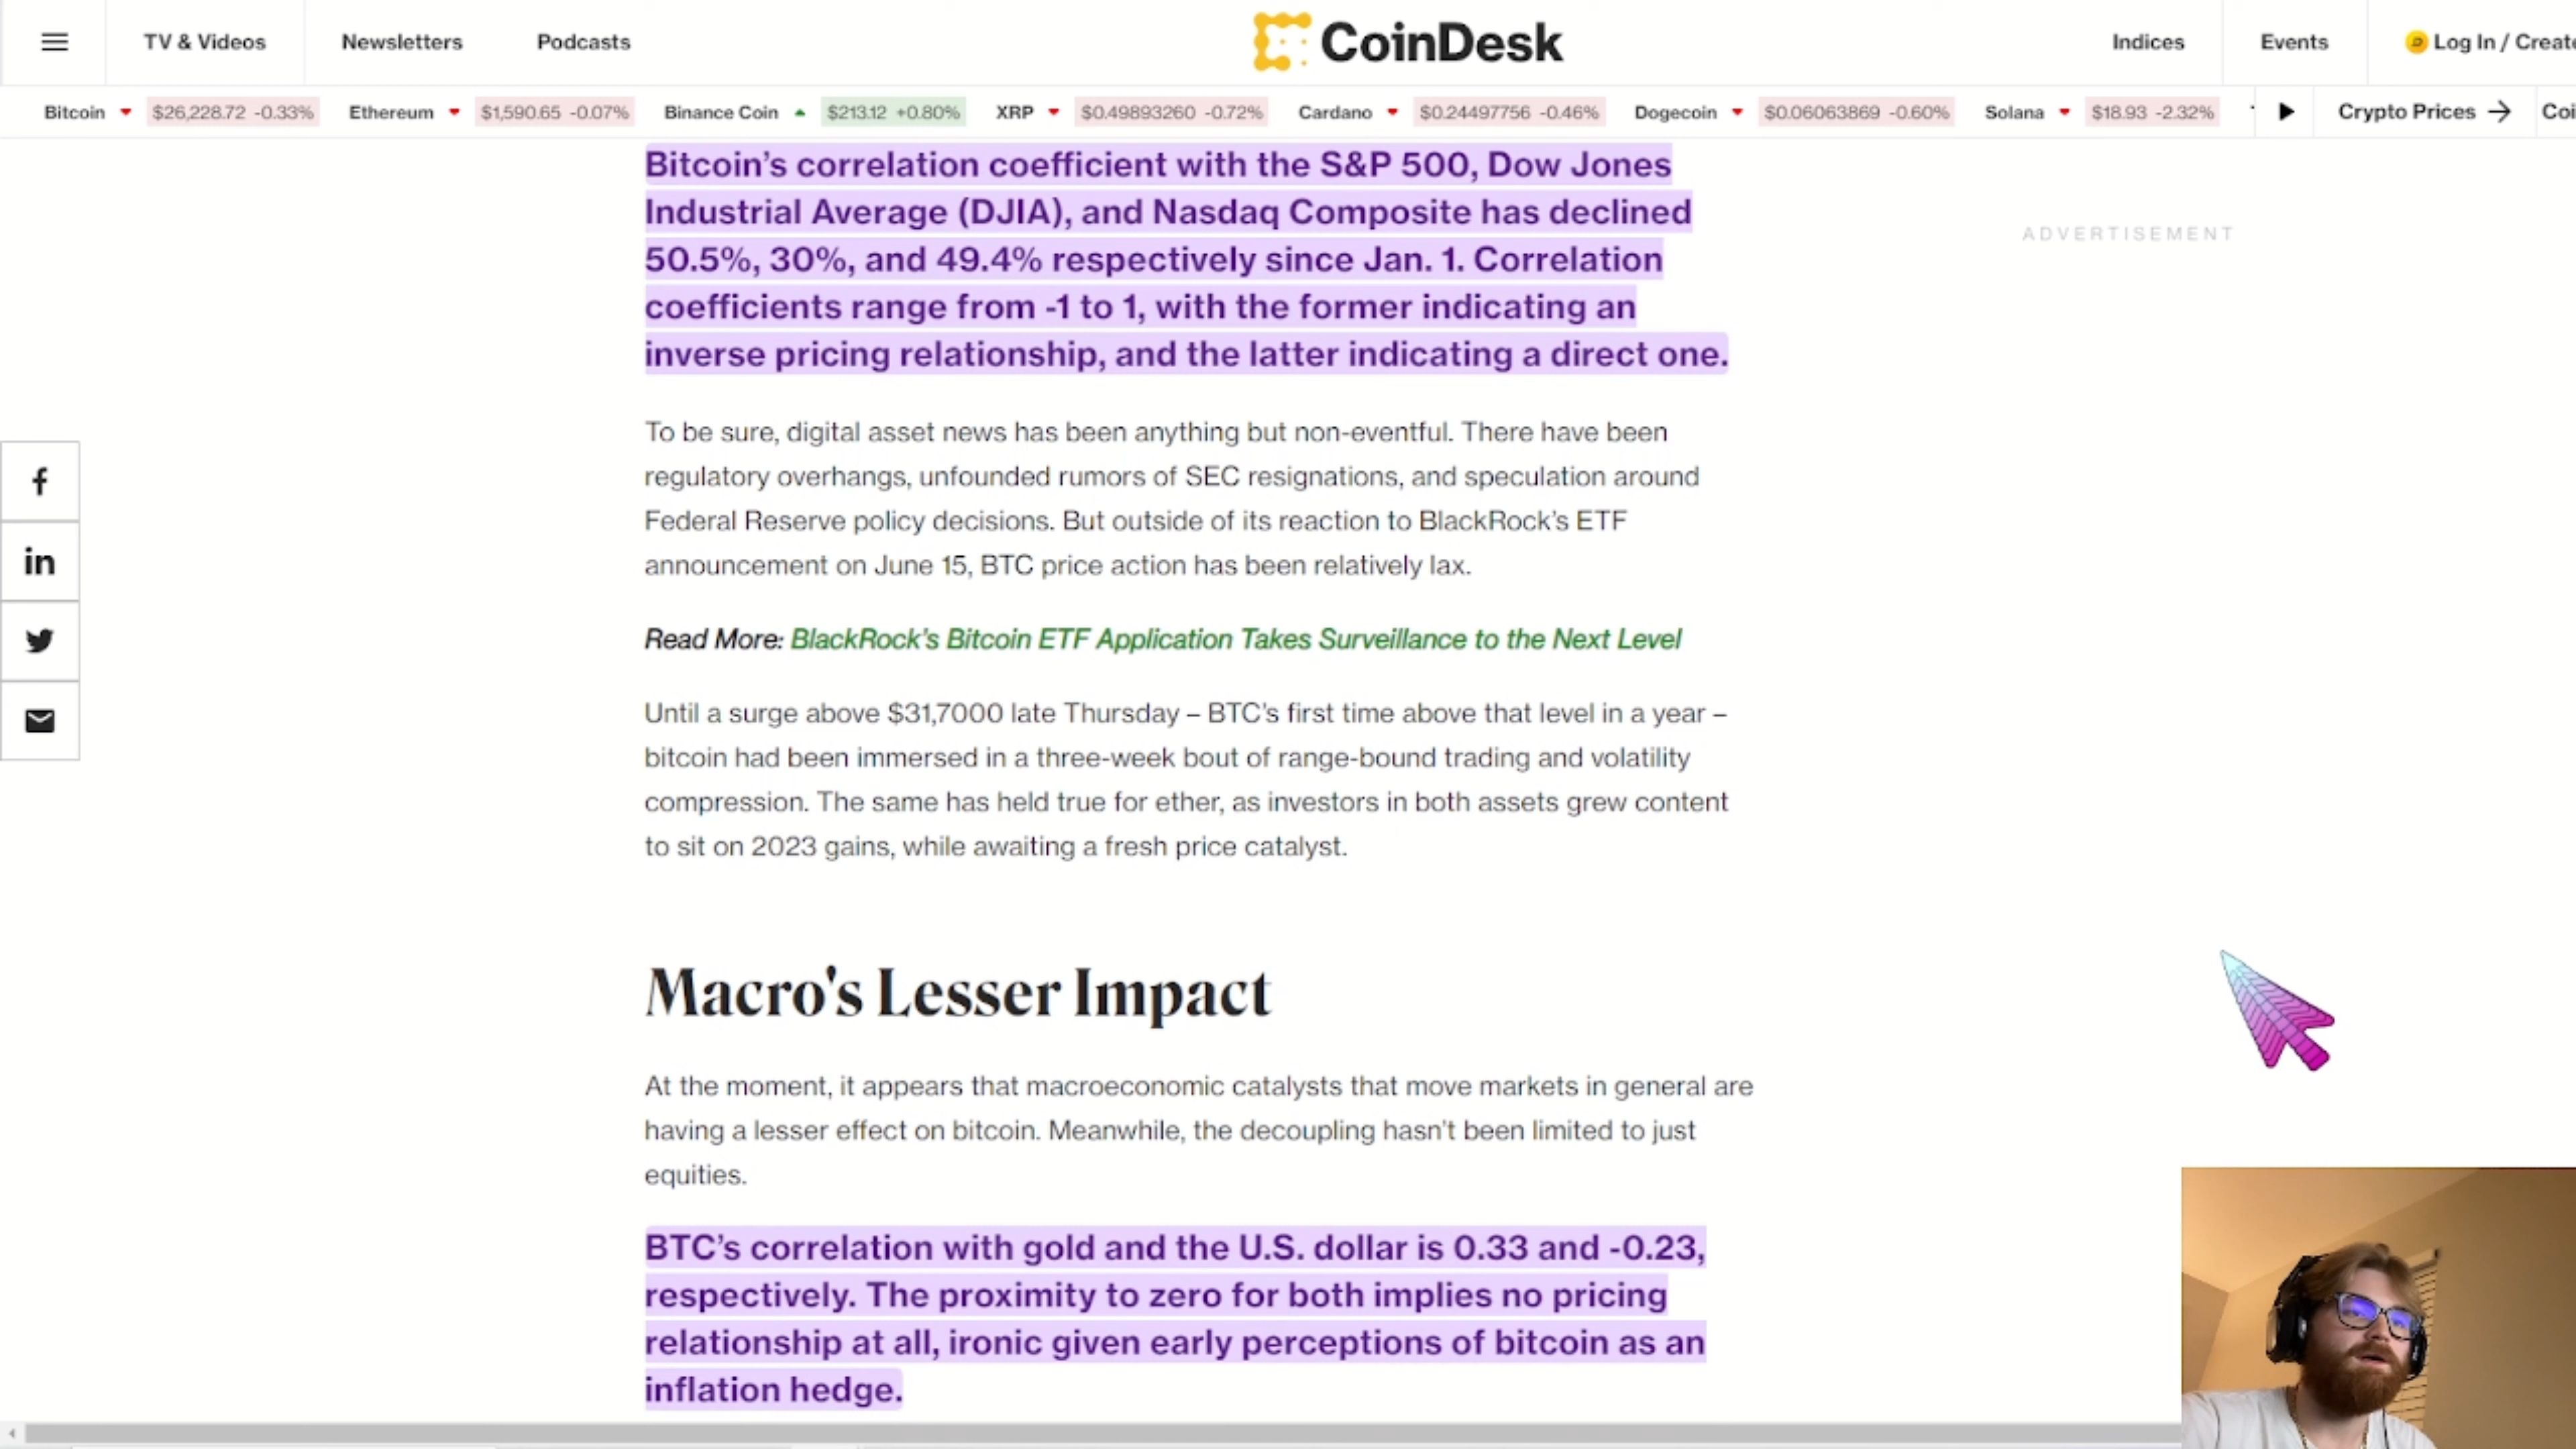 TV & Videos
Newsletters
Podcasts
CoinDesk
Indices
Events
Log In / Create
Bitcoin $26,228.72 -0.33% Ethereum $1,590.65 -0.07% Binance Coin $213.12 +0.80% XRP $0.49893260 -0.72% Cardano $0.24497756 -0.46% Dogecoin $0.06063869 -0.60% Solana $18.93 -2.32%
Crypto Prices →
Coi
Bitcoin’s correlation coefficient with the S&P 500, Dow Jones
Industrial Average (DJIA), and Nasdaq Composite has declined
50.5%, 30%, and 49.4% respectively since Jan. 1. Correlation
coefficients range from -1 to 1, with the former indicating an
inverse pricing relationship, and the latter indicating a direct one.
ADVERTISEMENT
To be sure, digital asset news has been anything but non-eventful. There have been
regulatory overhangs, unfounded rumors of SEC resignations, and speculation around
Federal Reserve policy decisions. But outside of its reaction to BlackRock’s ETF
announcement on June 15, BTC price action has been relatively lax.
Read More: BlackRock’s Bitcoin ETF Application Takes Surveillance to the Next Level
Until a surge above $31,7000 late Thursday – BTC’s first time above that level in a year –
bitcoin had been immersed in a three-week bout of range-bound trading and volatility
compression. The same has held true for ether, as investors in both assets grew content
to sit on 2023 gains, while awaiting a fresh price catalyst.
Macro's Lesser Impact
At the moment, it appears that macroeconomic catalysts that move markets in general are
having a lesser effect on bitcoin. Meanwhile, the decoupling hasn’t been limited to just
equities.
BTC’s correlation with gold and the U.S. dollar is 0.33 and -0.23,
respectively. The proximity to zero for both implies no pricing
relationship at all, ironic given early perceptions of bitcoin as an
inflation hedge.